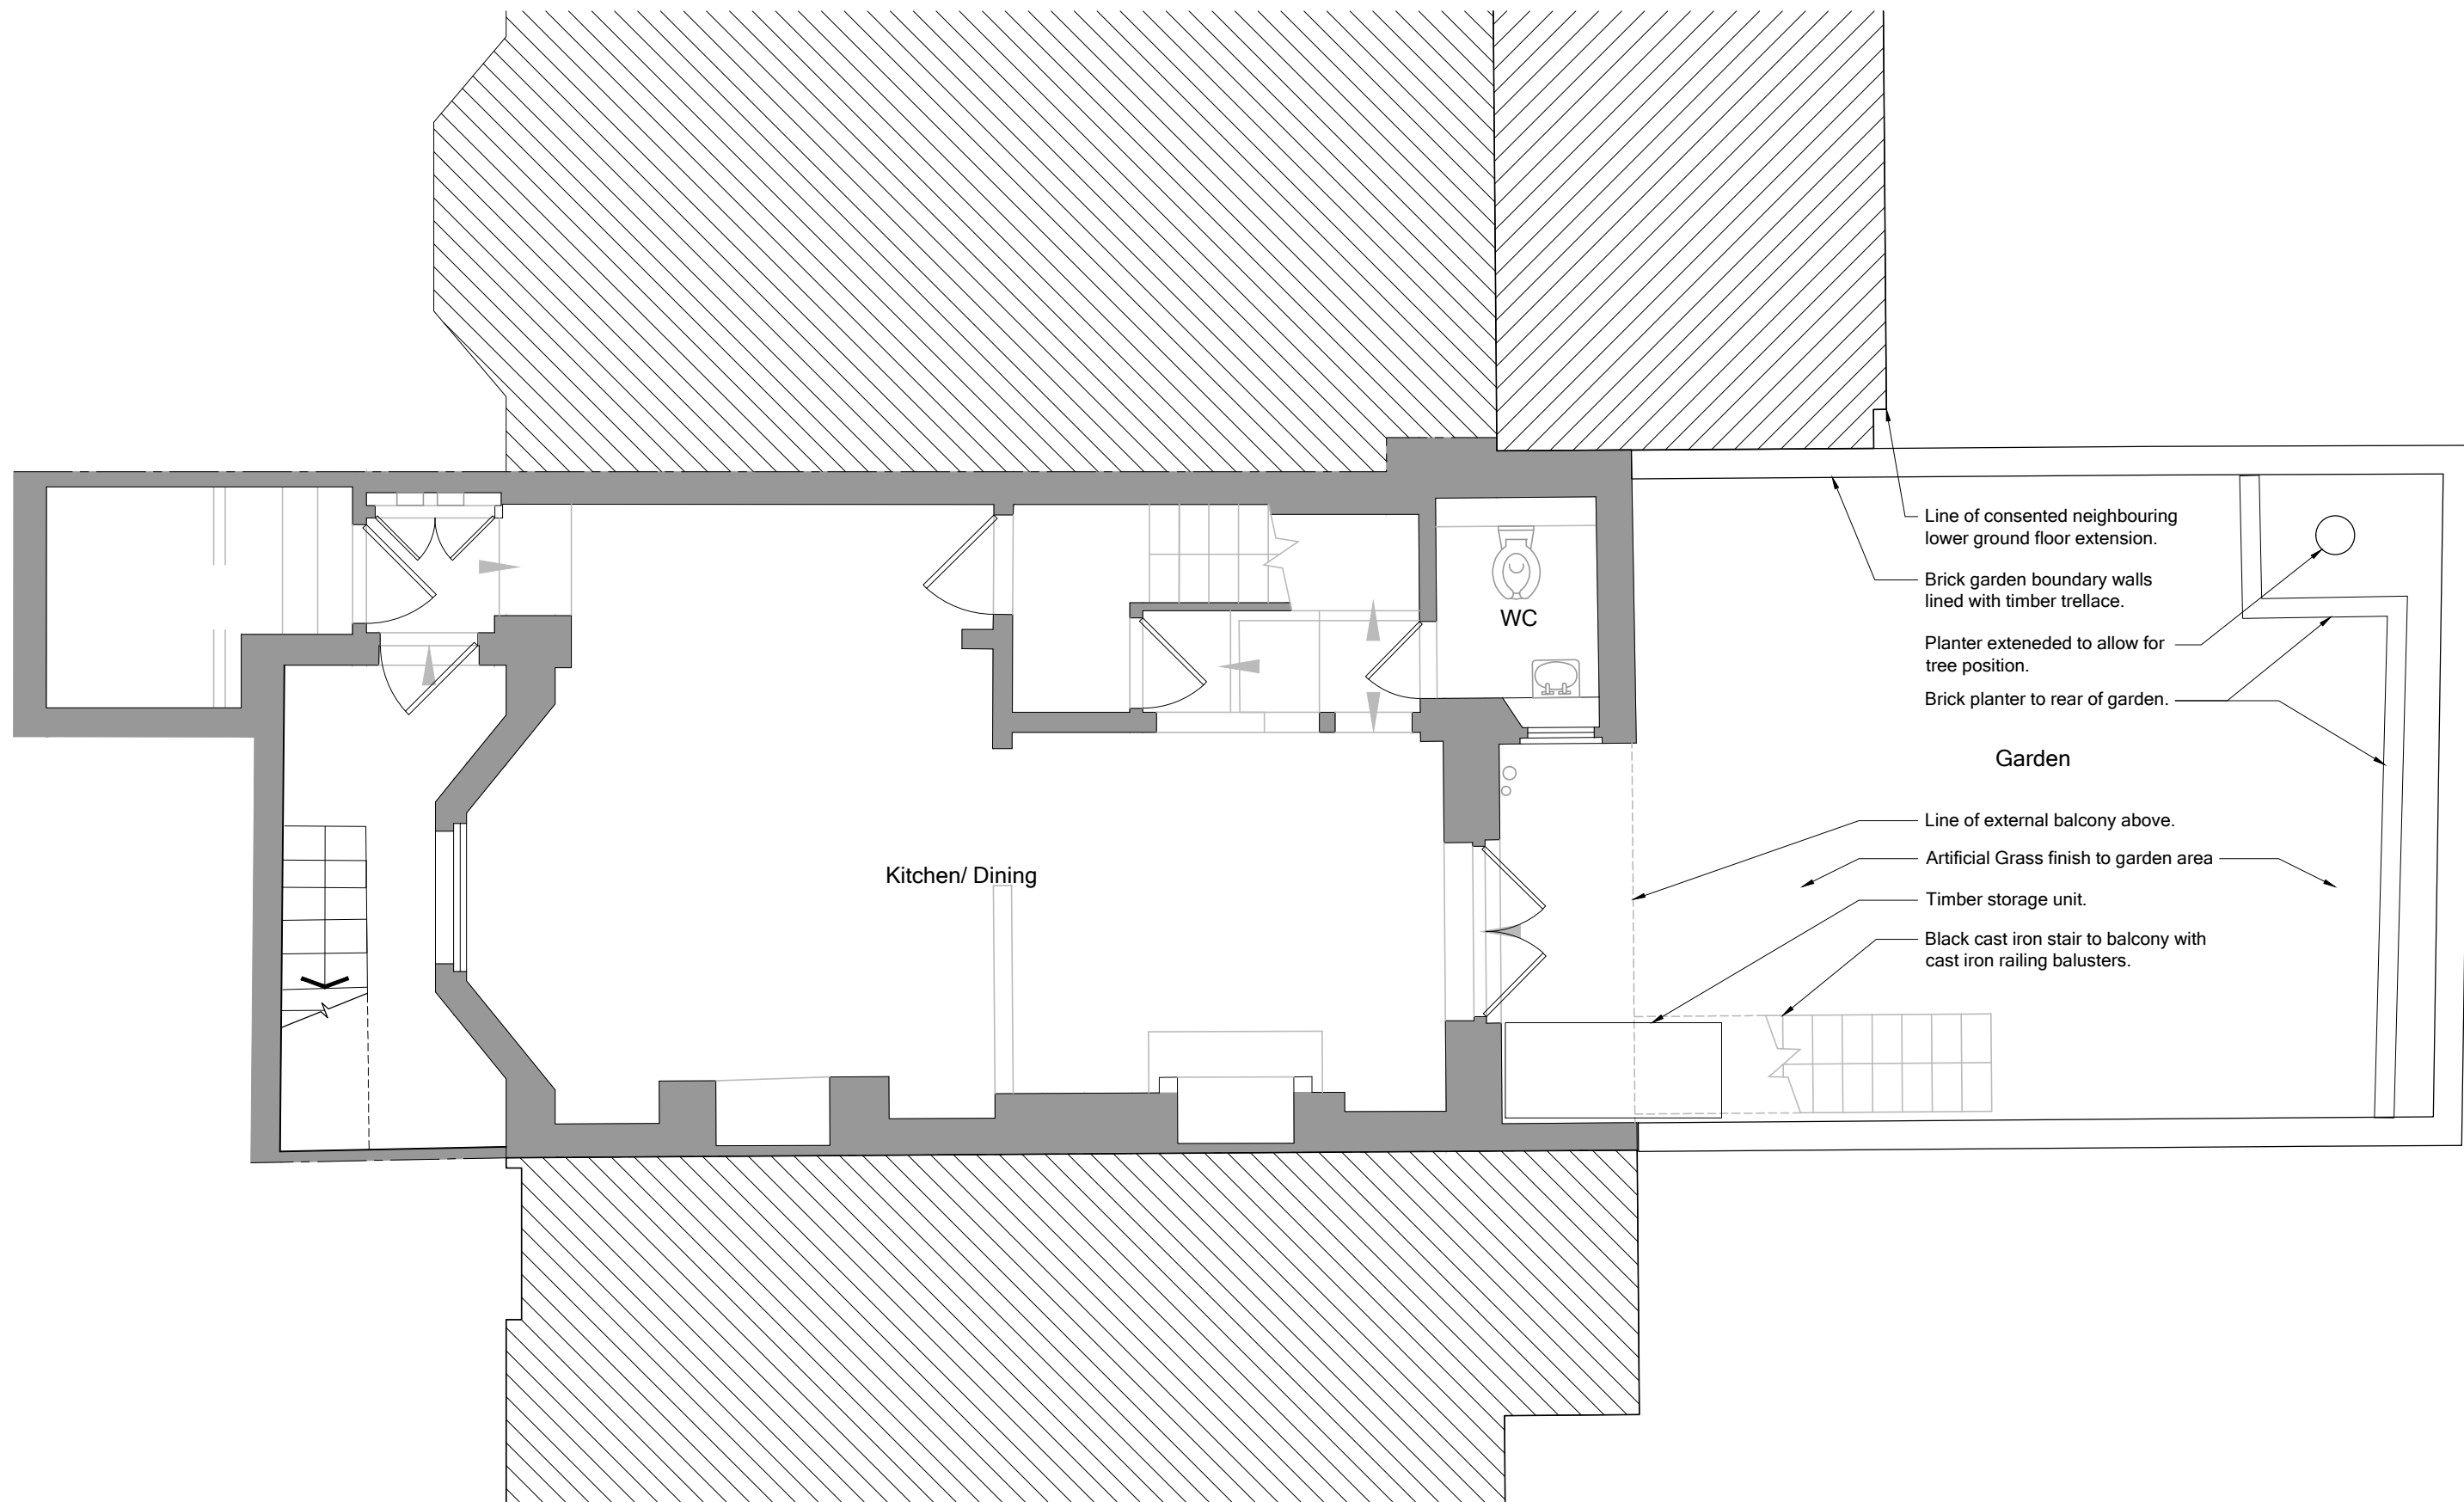 Line of consented neighbouring
lower ground floor extension.
Brick garden boundary walls
lined with timber trellace.
WC
Planter exteneded to allow for
tree position.
Brick planter to rear of garden.
Garden
Line of external balcony above.
Kitchen/ Dining
Artificial Grass finish to garden area
Timber storage unit.
Black cast iron stair to balcony with
cast iron railing balusters.